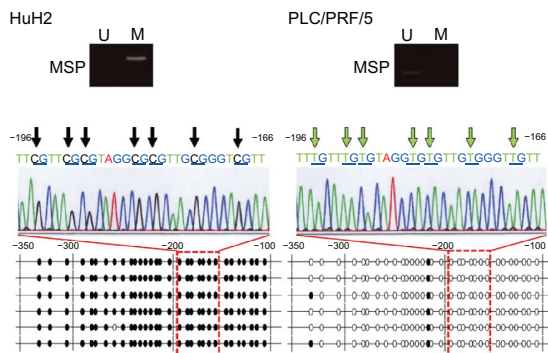 HuH2
PLC/PRF/5
U M
U M
MSP
MSP
−196
−166
−196
−166
TTCGTTCGCGTAGGCGCGTTGCGGGTCGTT
TTTGTTTGTGTAGGTGTGTTGTGGGTTGTT
−350 −300 −200 −100
−350 −300 −200 −100